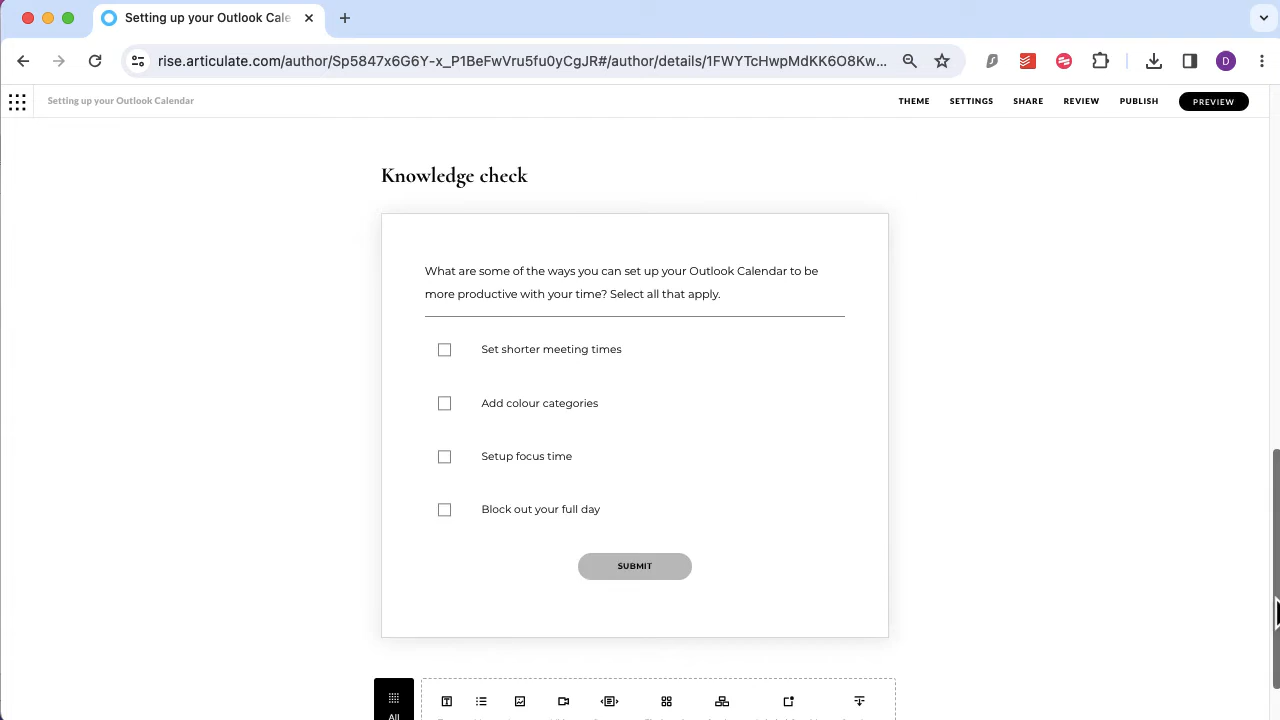 Setting up your Outlook Cale
rise.articulate.com/author/Sp5847x6G6Y-x_P1BeFwVru5fu0yCgJR#/author/details/1FWYTcHwpMdKK6O8Kw...
D
Setting up your Outlook Calendar
THEME SETTINGS SHARE REVIEW PUBLISH PREVIEW
Knowledge check
What are some of the ways you can set up your Outlook Calendar to be
more productive with your time? Select all that apply.
Set shorter meeting times
Add colour categories
Setup focus time
Block out your full day
SUBMIT
All